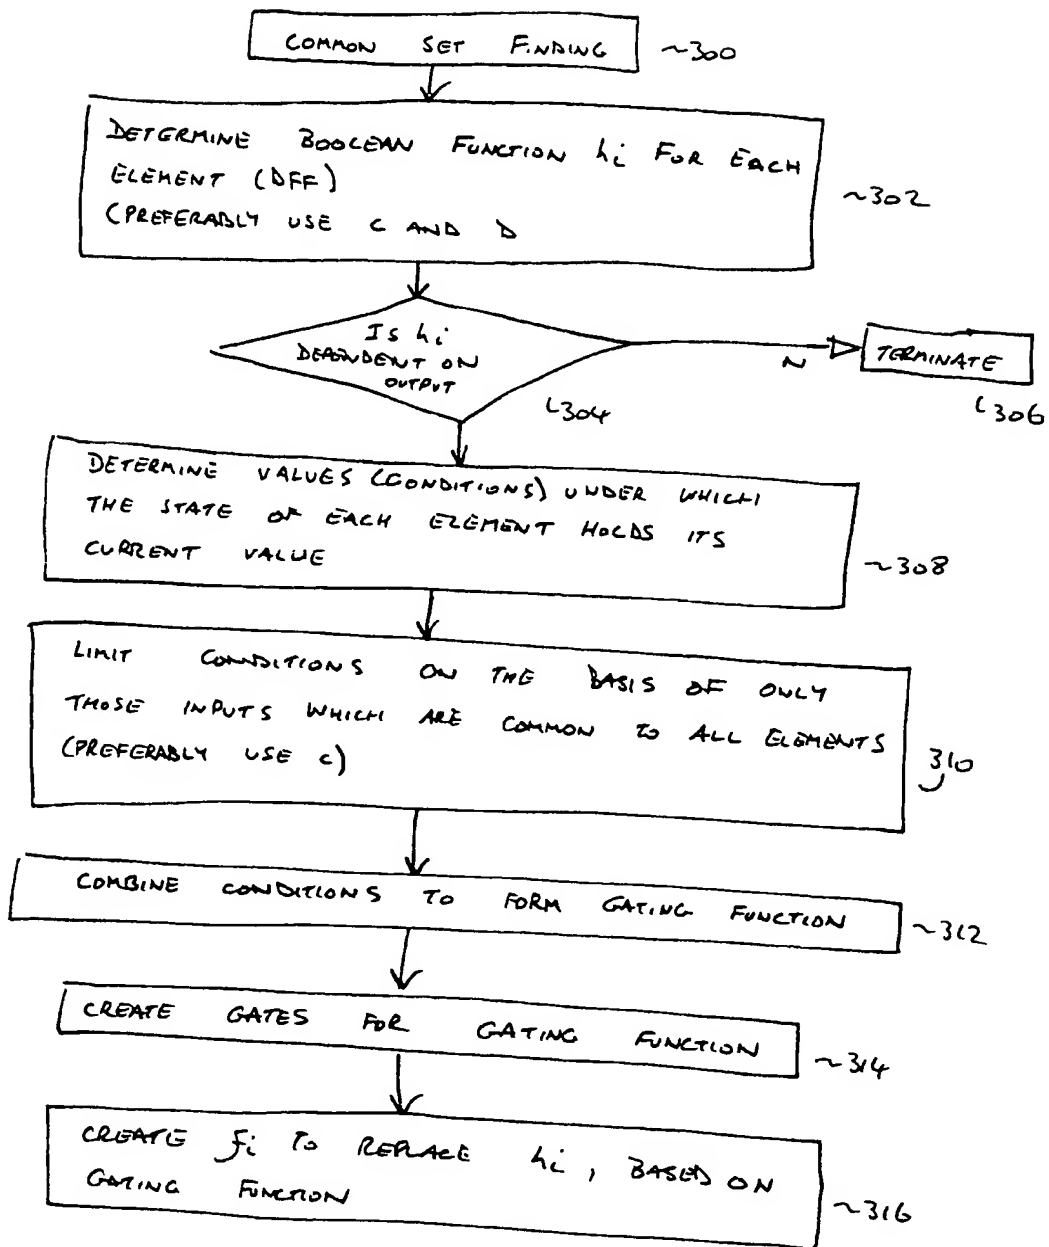 COMMON SET FINDING ~300
DETERMINE BOOLEAN FUNCTION hi FOR EACH
ELEMENT (DFF)
(PREFERABLY USE C AND D
~302
Is hi
DEPENDENT ON
OUTPUT
304
N
TERMINATE
306
DETERMINE VALUES (CONDITIONS) UNDER WHICH
THE STATE OF EACH ELEMENT HOLDS ITS
CURRENT VALUE
~308
LIMIT CONDITIONS ON THE BASIS OF ONLY
THOSE INPUTS WHICH ARE COMMON TO ALL ELEMENTS
(PREFERABLY USE C)
310
COMBINE CONDITIONS TO FORM GATING FUNCTION
~312
CREATE GATES FOR GATING FUNCTION
~314
CREATE fi TO REPLACE hi, BASED ON
GATING FUNCTION
~316